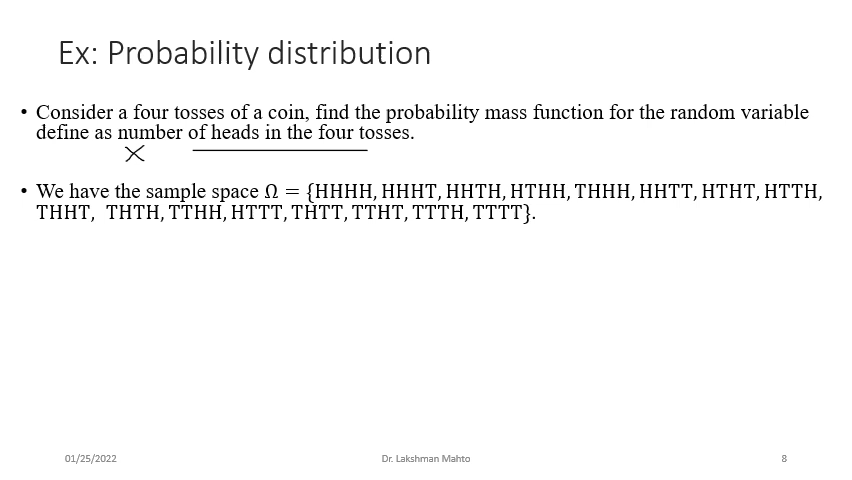 Ex: Probability distribution
• Consider a four tosses of a coin, find the probability mass function for the random variable
define as number of heads in the four tosses.
X
• We have the sample space Ω = {HHHH, HHHT, HHTH, HTHH, THHH, HHTT, HTHT, HTTH,
THHT, THTH, TTHH, HTTT, THTT, TTHT, TTTH, TTTT}.
01/25/2022 Dr. Lakshman Mahto 8